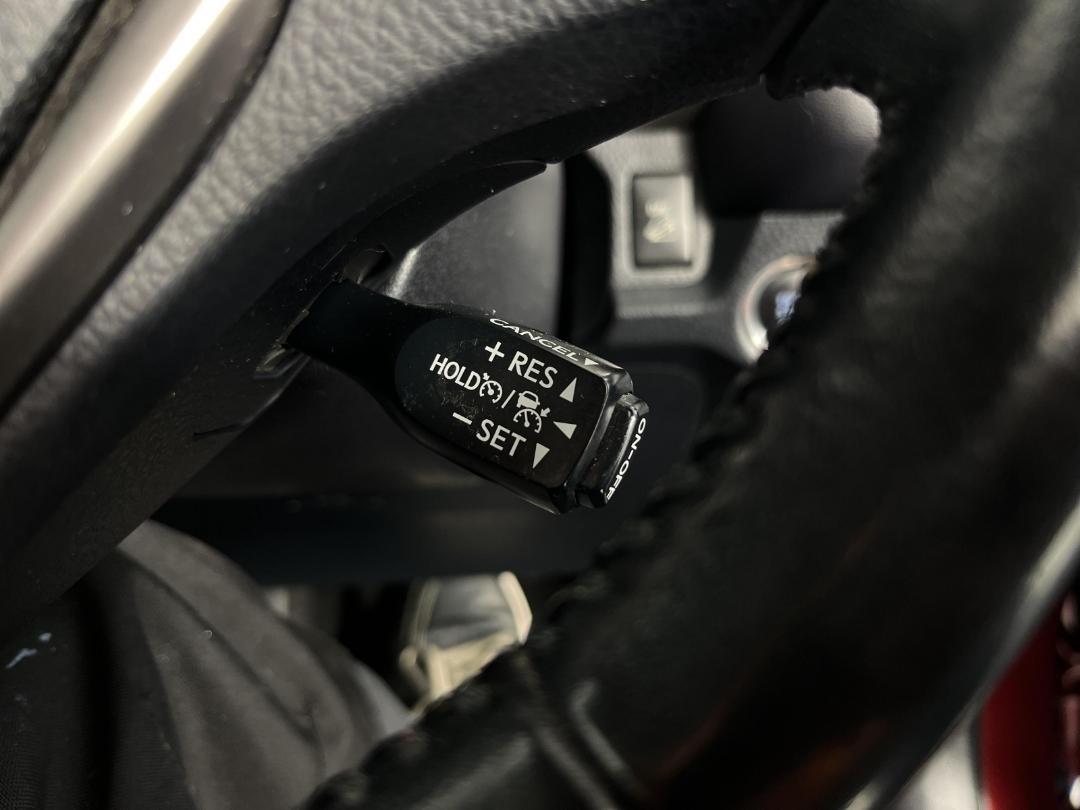 CANCEL▼
+ RES ▲
HOLD /
− SET ▼
ON-OFF